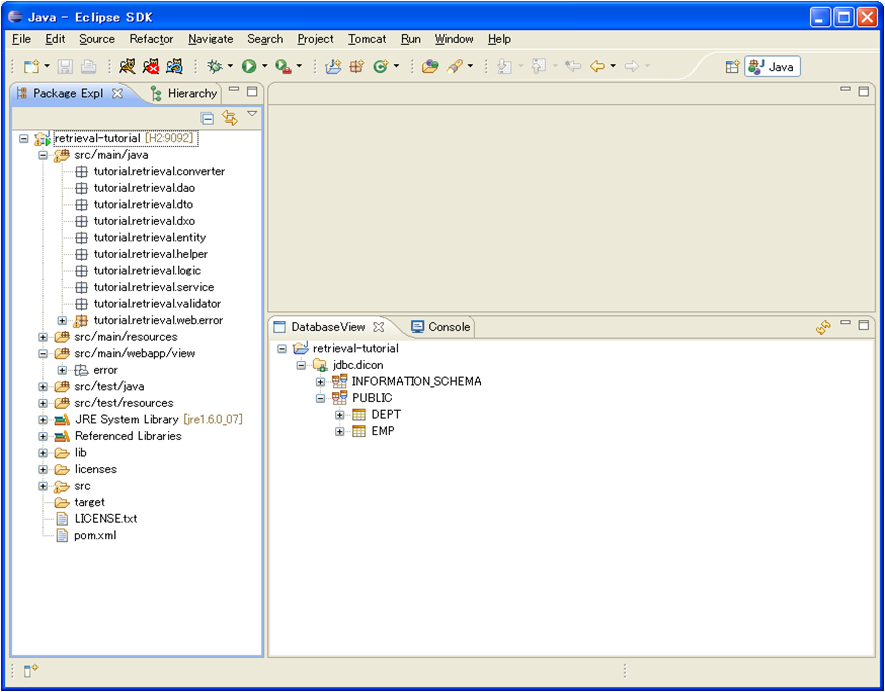 Java - Eclipse SDK
File Edit Source Refactor Navigate Search Project Tomcat Run Window Help
Java
Package Expl Hierarchy
retrieval-tutorial [H2:9092]
src/main/java
tutorial.retrieval.converter
tutorial.retrieval.dao
tutorial.retrieval.dto
tutorial.retrieval.dxo
tutorial.retrieval.entity
tutorial.retrieval.helper
tutorial.retrieval.logic
tutorial.retrieval.service
tutorial.retrieval.validator
tutorial.retrieval.web.error
src/main/resources
src/main/webapp/view
error
src/test/java
src/test/resources
JRE System Library [jre1.6.0_07]
Referenced Libraries
lib
licenses
src
target
LICENSE.txt
pom.xml
DatabaseView Console
retrieval-tutorial
jdbc.dicon
INFORMATION_SCHEMA
PUBLIC
DEPT
EMP